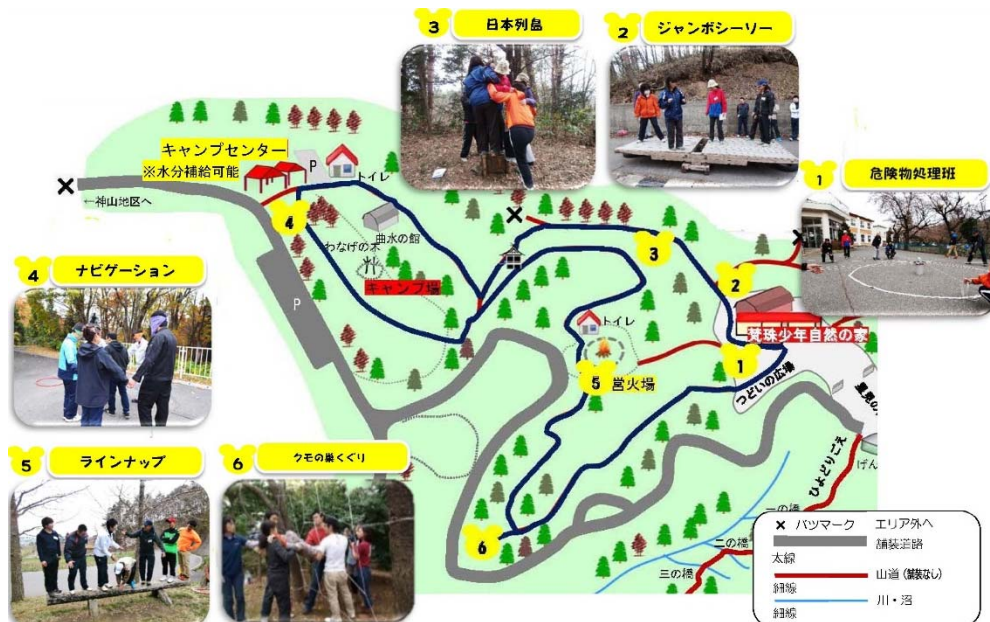 3
日本列島
2
ジャンボシーソー
1
危険物処理班
キャンプセンター
※水分補給可能
P
トイレ
←神山地区へ
4
曲水の館
わなげの木
キャンプ場
P
3
2
梵珠少年自然の家
1
つどいの広場
トイレ
5
営火場
6
4
ナビゲーション
5
ラインナップ
6
クモの巣くぐり
ひよどりごえ
げん
一の橋
二の橋
三の橋
バツマーク
エリア外へ
太線
舗装道路
細線
山道（舗装なし）
細線
川・沼